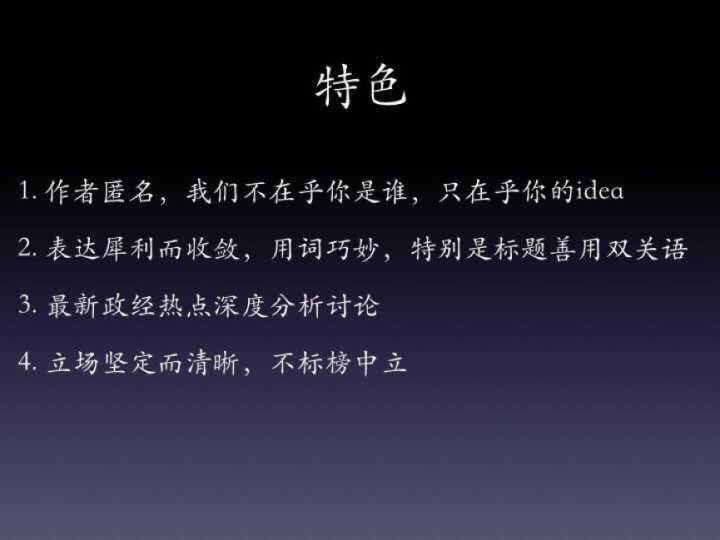 特色
1. 作者匿名，我们不在乎你是谁，只在乎你的idea
2. 表达犀利而收敛，用词巧妙，特别是标题善用双关语
3. 最新政经热点深度分析讨论
4. 立场坚定而清晰，不标榜中立